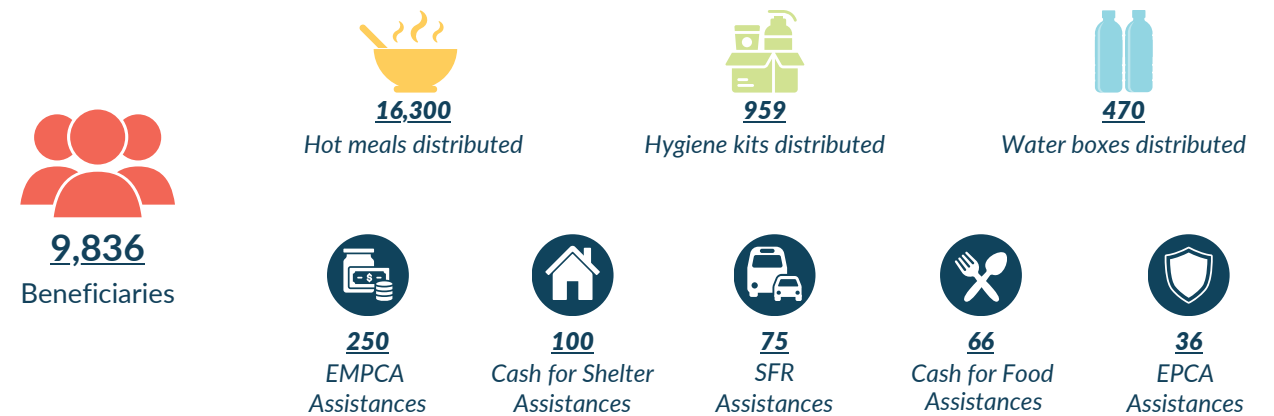 16,300
Hot meals distributed
959
Hygiene kits distributed
470
Water boxes distributed
9,836
Beneficiaries
$
250
EMPCA
Assistances
100
Cash for Shelter
Assistances
75
SFR
Assistances
66
Cash for Food
Assistances
36
EPCA
Assistances